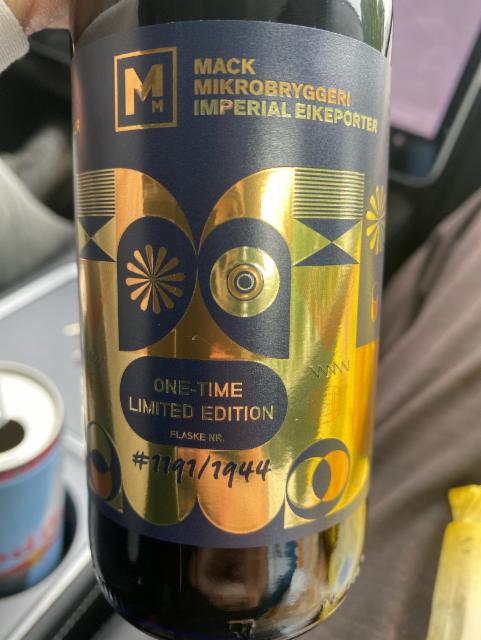 M
M
MACK
MIKROBRYGGERI
IMPERIAL EIKEPORTER
ONE-TIME
LIMITED EDITION
FLASKE NR.
#1191/1944